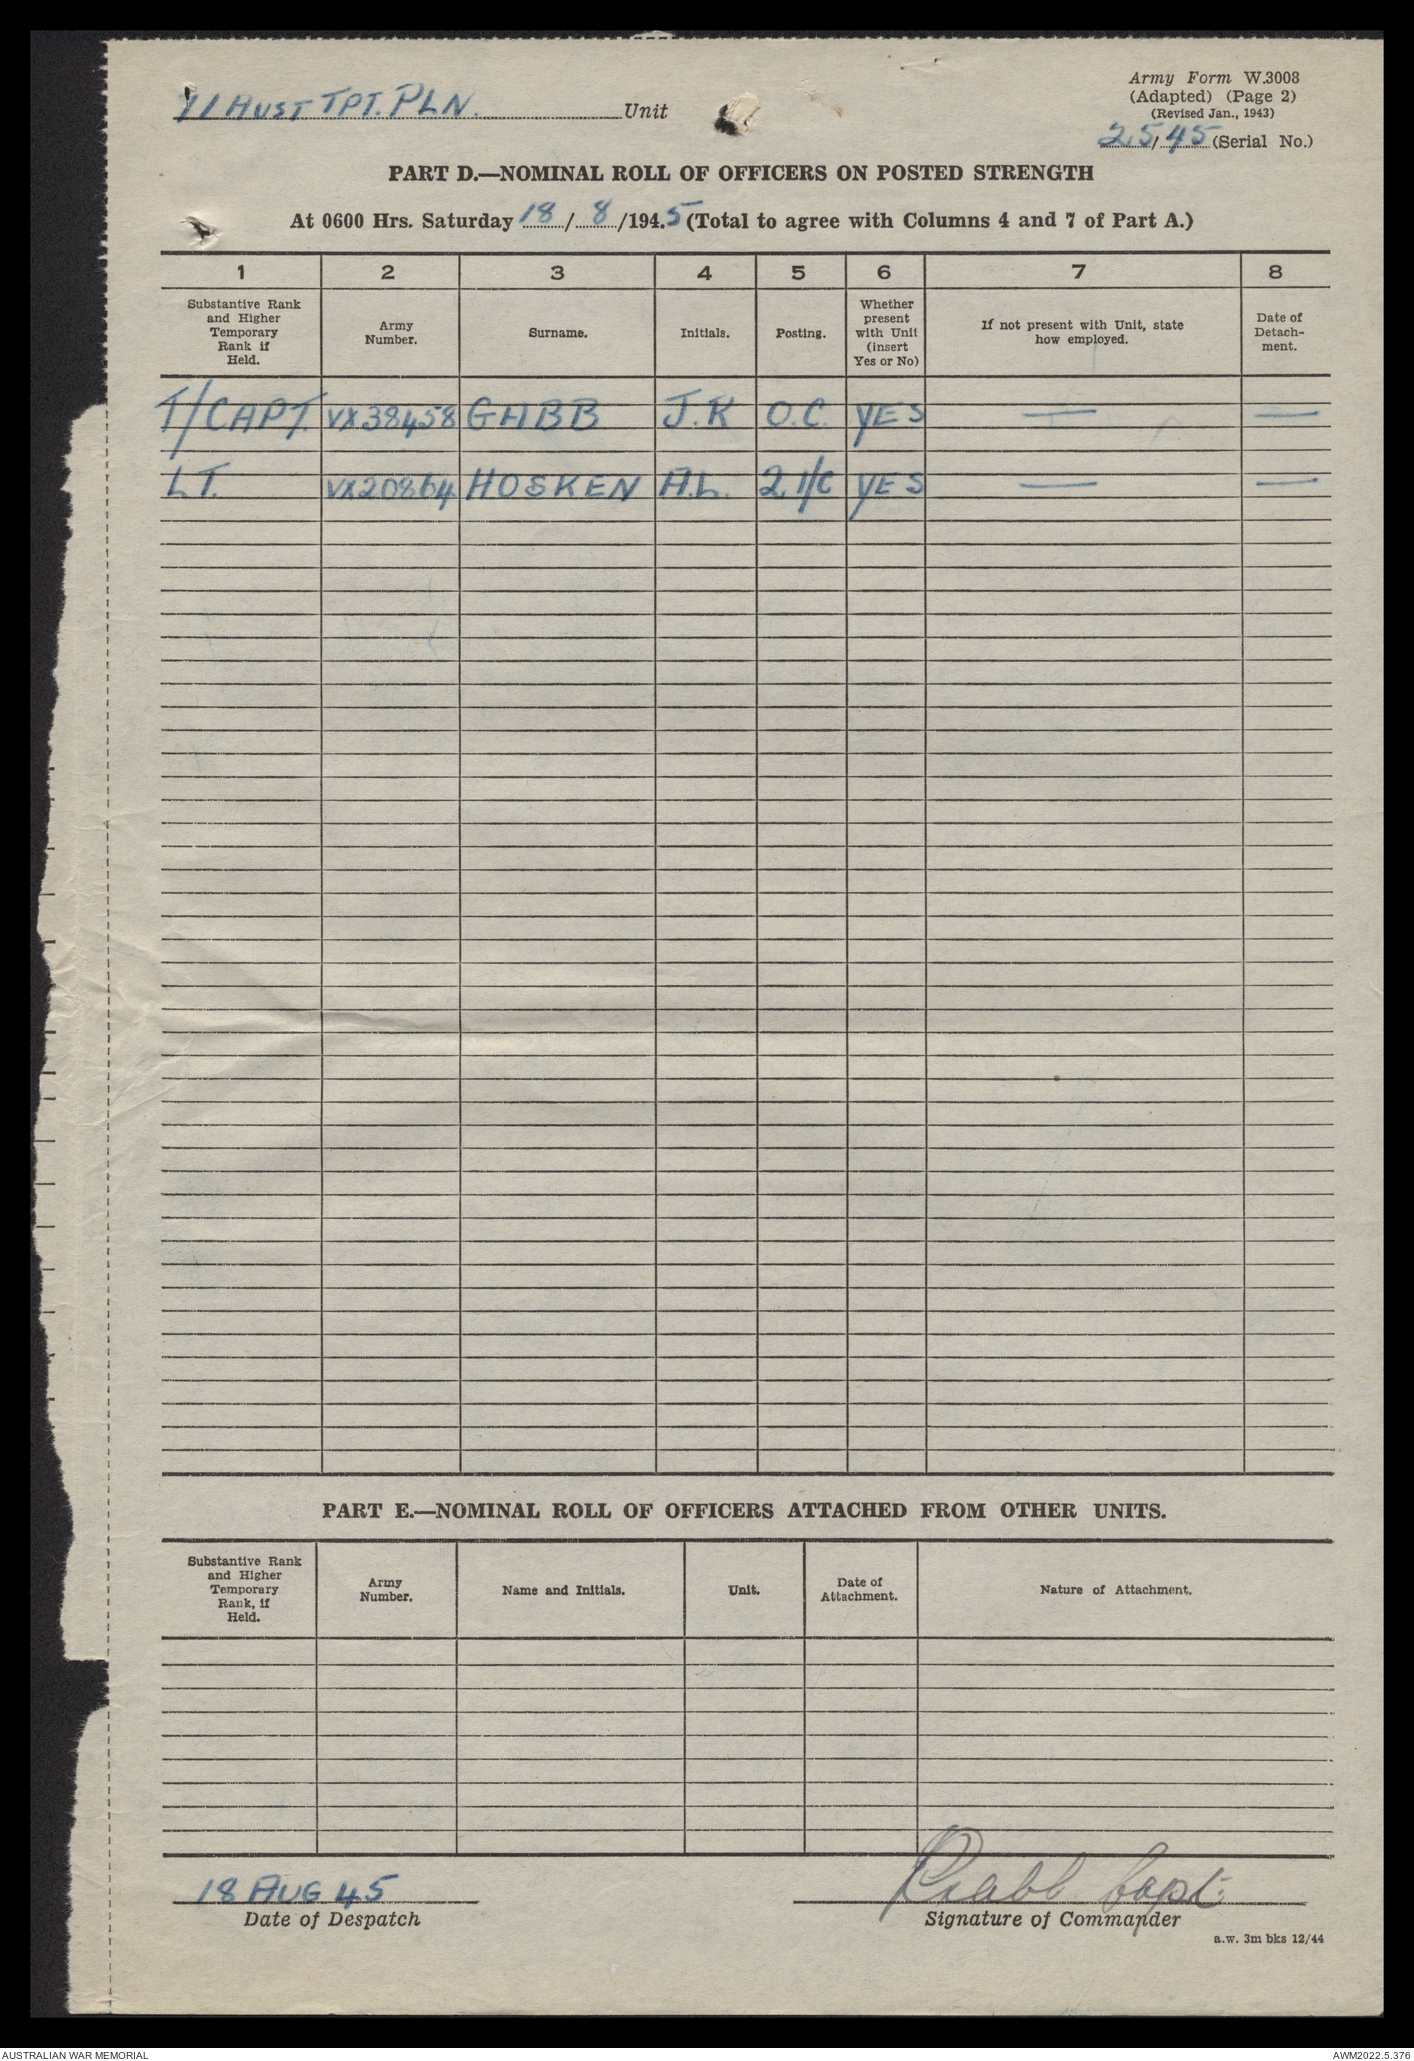 71 AUST TPT. PLN. Unit
Army Form W.3008
(Adapted) (Page 2)
(Revised Jan., 1943)
25/45 (Serial No.)
PART D.—NOMINAL ROLL OF OFFICERS ON POSTED STRENGTH
At 0600 Hrs. Saturday 18/8/1945 (Total to agree with Columns 4 and 7 of Part A.)
1 2 3 4 5 6 7 8
Substantive Rank and Higher Temporary Rank if Held. Army Number. Surname. Initials. Posting. Whether present with Unit (insert Yes or No) If not present with Unit, state how employed. Date of Detach-ment.
T/CAPT. VX38458 GABB J.K O.C. YES — —
LT. VX20864 HOSKEN A.L. 2 I/C YES — —
PART E.—NOMINAL ROLL OF OFFICERS ATTACHED FROM OTHER UNITS.
Substantive Rank and Higher Temporary Rank, if Held. Army Number. Name and Initials. Unit. Date of Attachment. Nature of Attachment.
18 AUG 45
Date of Despatch
Gabb Capt.
Signature of Commander
a.w. 3m bks 12/44
AUSTRALIAN WAR MEMORIAL
AWM2022.5.376